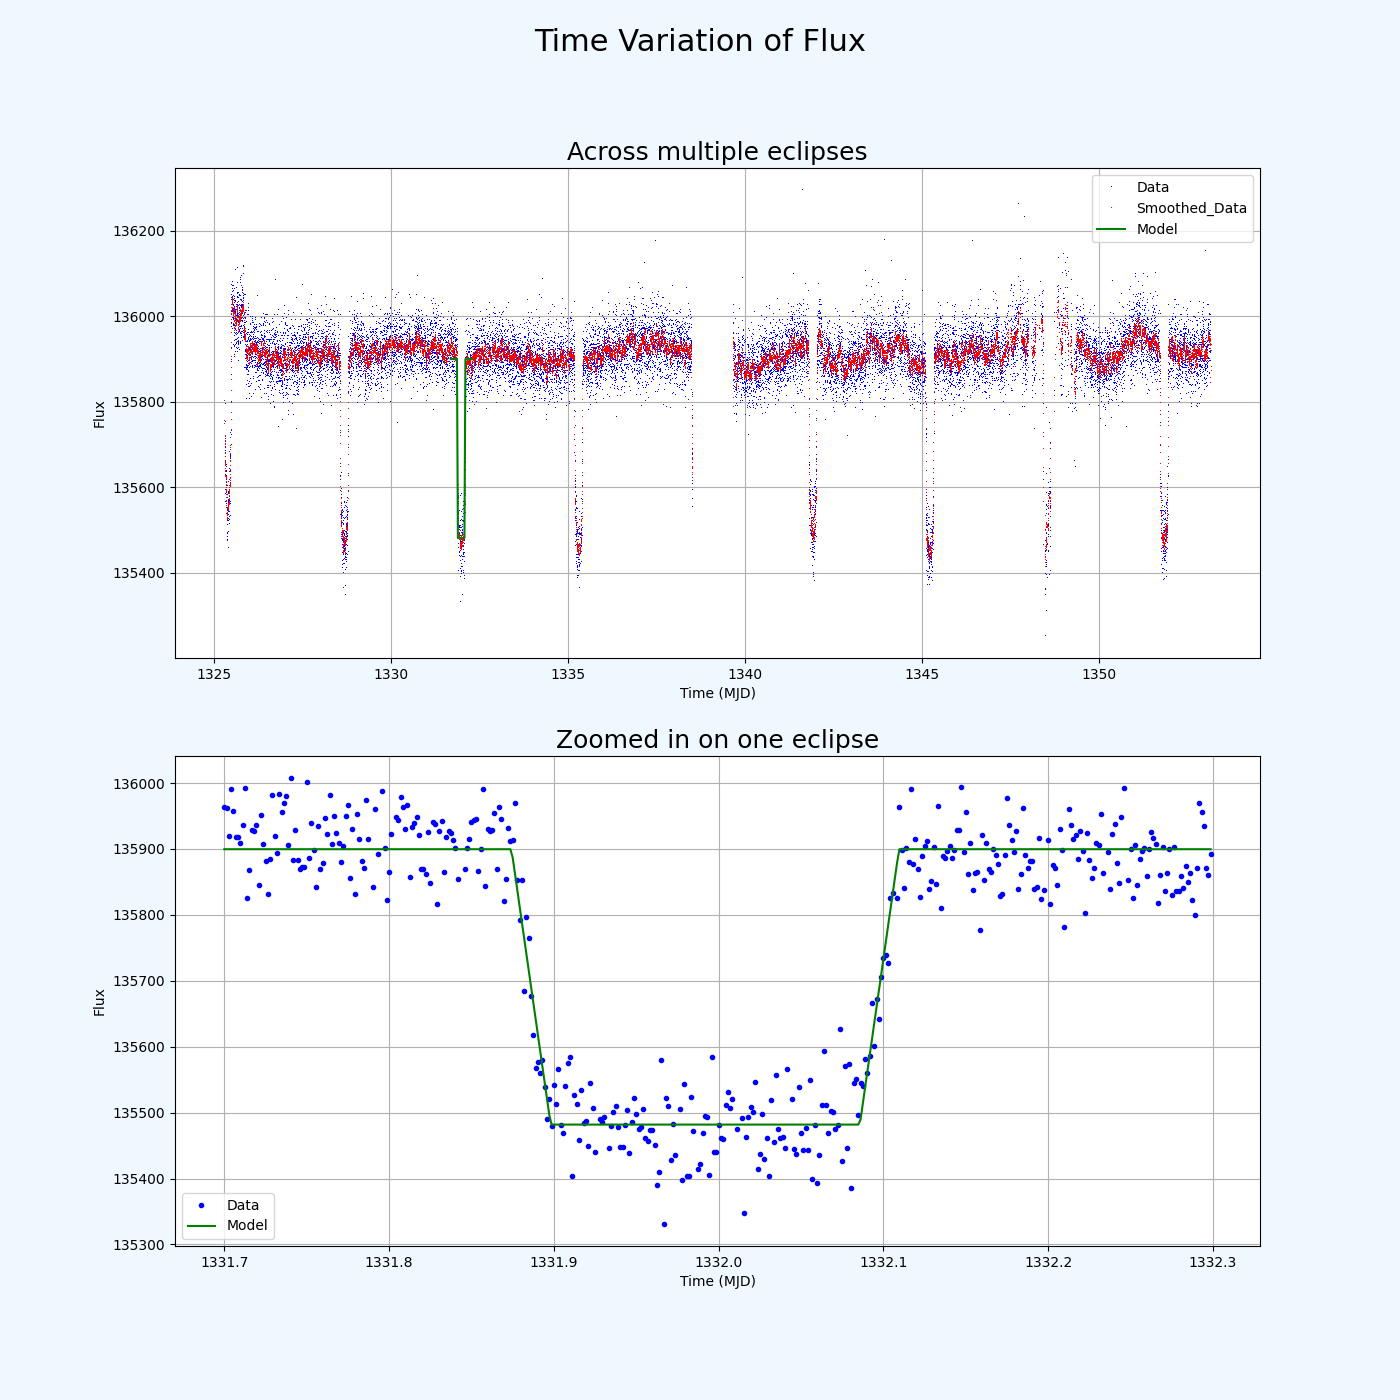 Time Variation of Flux
Across multiple eclipses
Data
Smoothed_Data
Model
136200
136000
135800
135600
135400
Flux
1325 1330 1335 1340 1345 1350
Time (MJD)
Zoomed in on one eclipse
136000
135900
135800
135700
135600
135500
135400
135300
Flux
Data
Model
1331.7 1331.8 1331.9 1332.0 1332.1 1332.2 1332.3
Time (MJD)